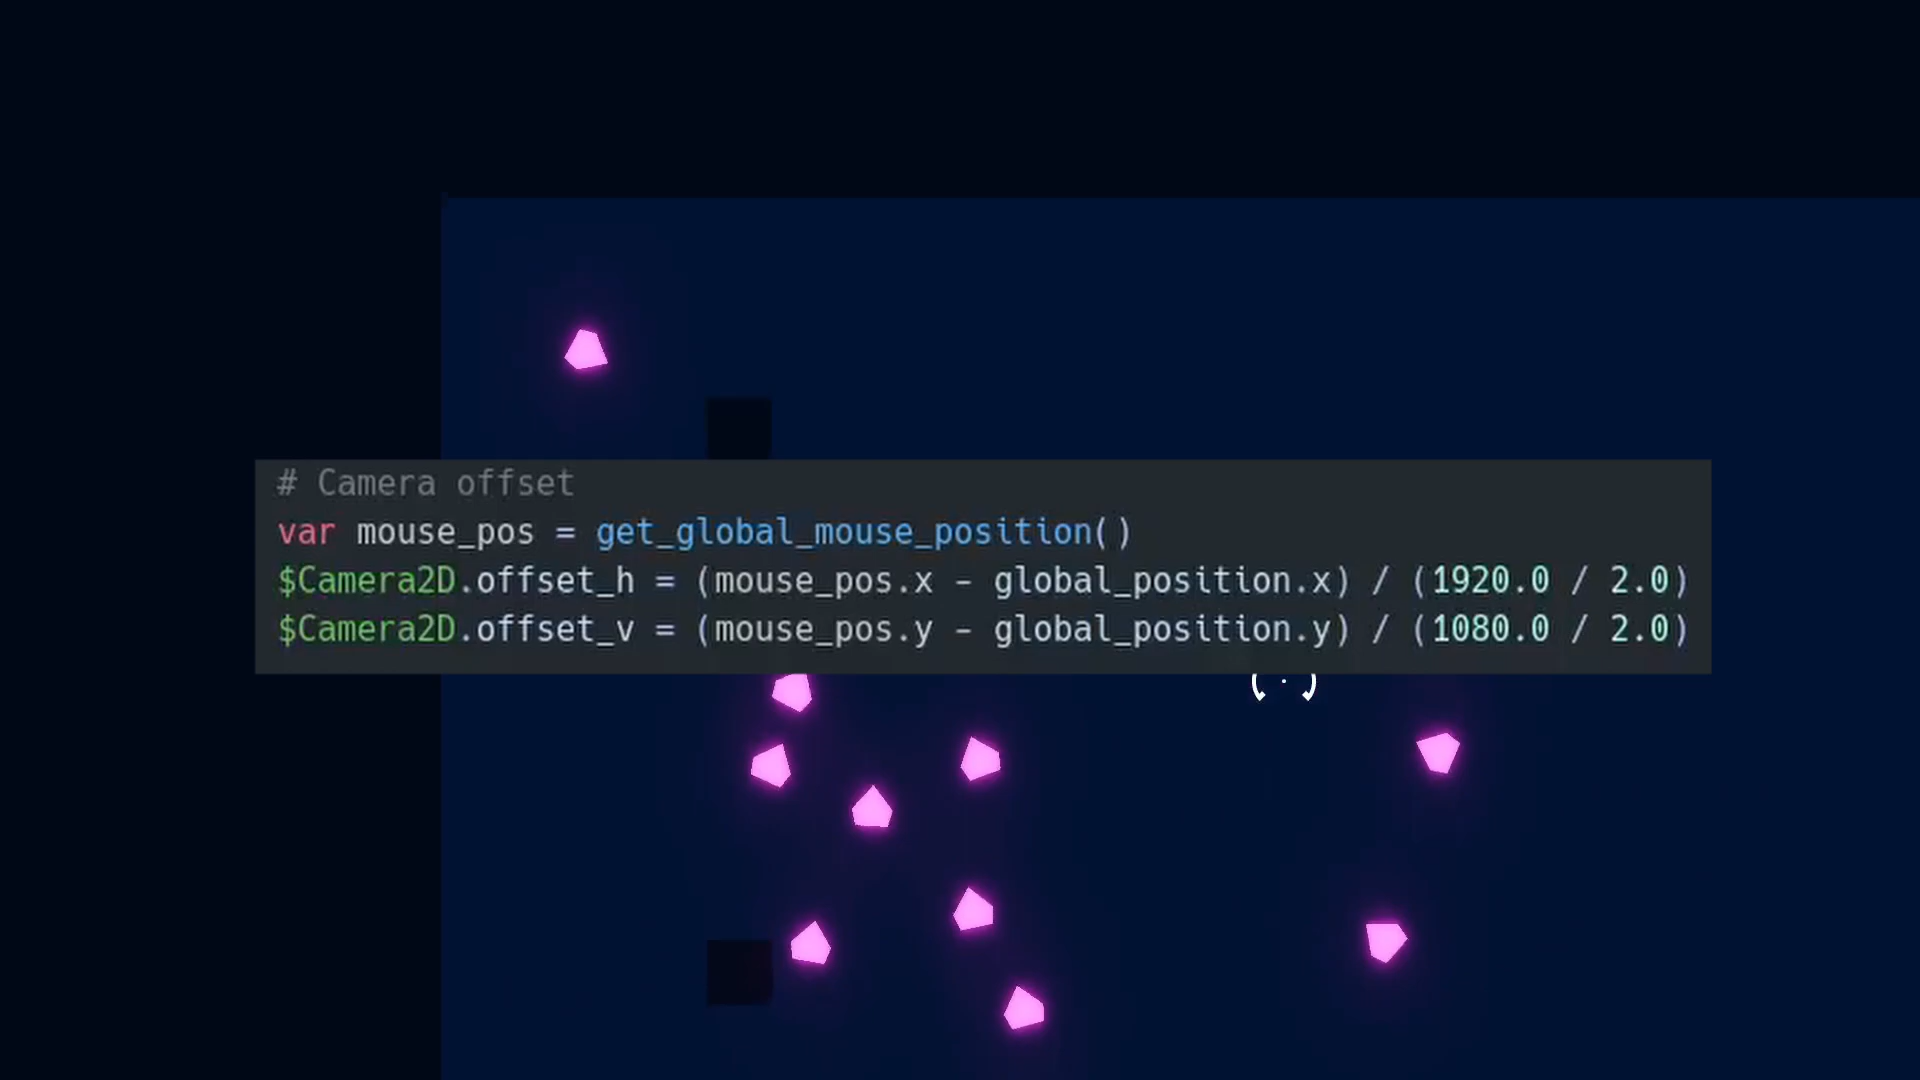 # Camera offset
var mouse_pos = get_global_mouse_position()
$Camera2D.offset_h = (mouse_pos.x - global_position.x) / (1920.0 / 2.0)
$Camera2D.offset_v = (mouse_pos.y - global_position.y) / (1080.0 / 2.0)